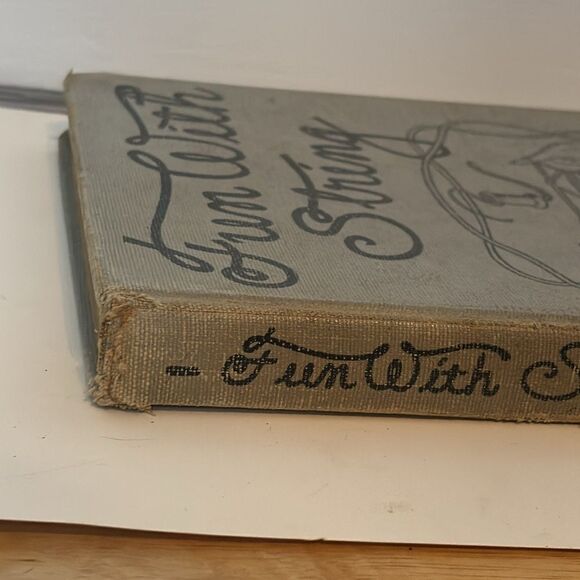 Fun With
String
- Fun With S